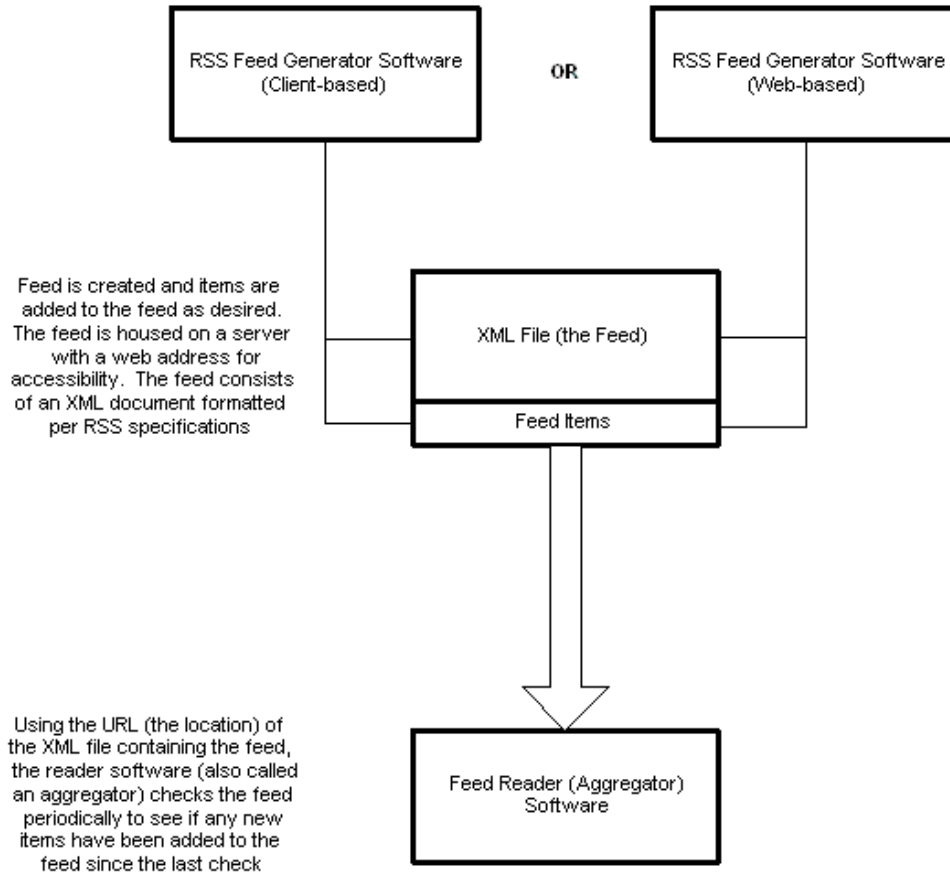 RSS Feed Generator Software
(Client-based)
OR
RSS Feed Generator Software
(Web-based)
Feed is created and items are
added to the feed as desired.
The feed is housed on a server
with a web address for
accessibility. The feed consists
of an XML document formatted
per RSS specifications
XML File (the Feed)
Feed Items
Using the URL (the location) of
the XML file containing the feed,
the reader software (also called
an aggregator) checks the feed
periodically to see if any new
items have been added to the
feed since the last check
Feed Reader (Aggregator)
Software